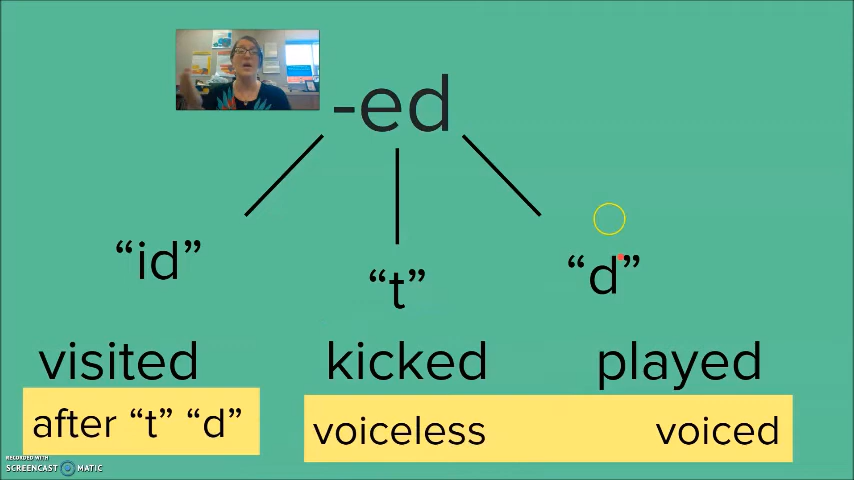 -ed
“id”
“t”
“d”
visited
kicked
played
after “t” “d”
voiceless
voiced
RECORDED WITH
SCREENCAST MATIC